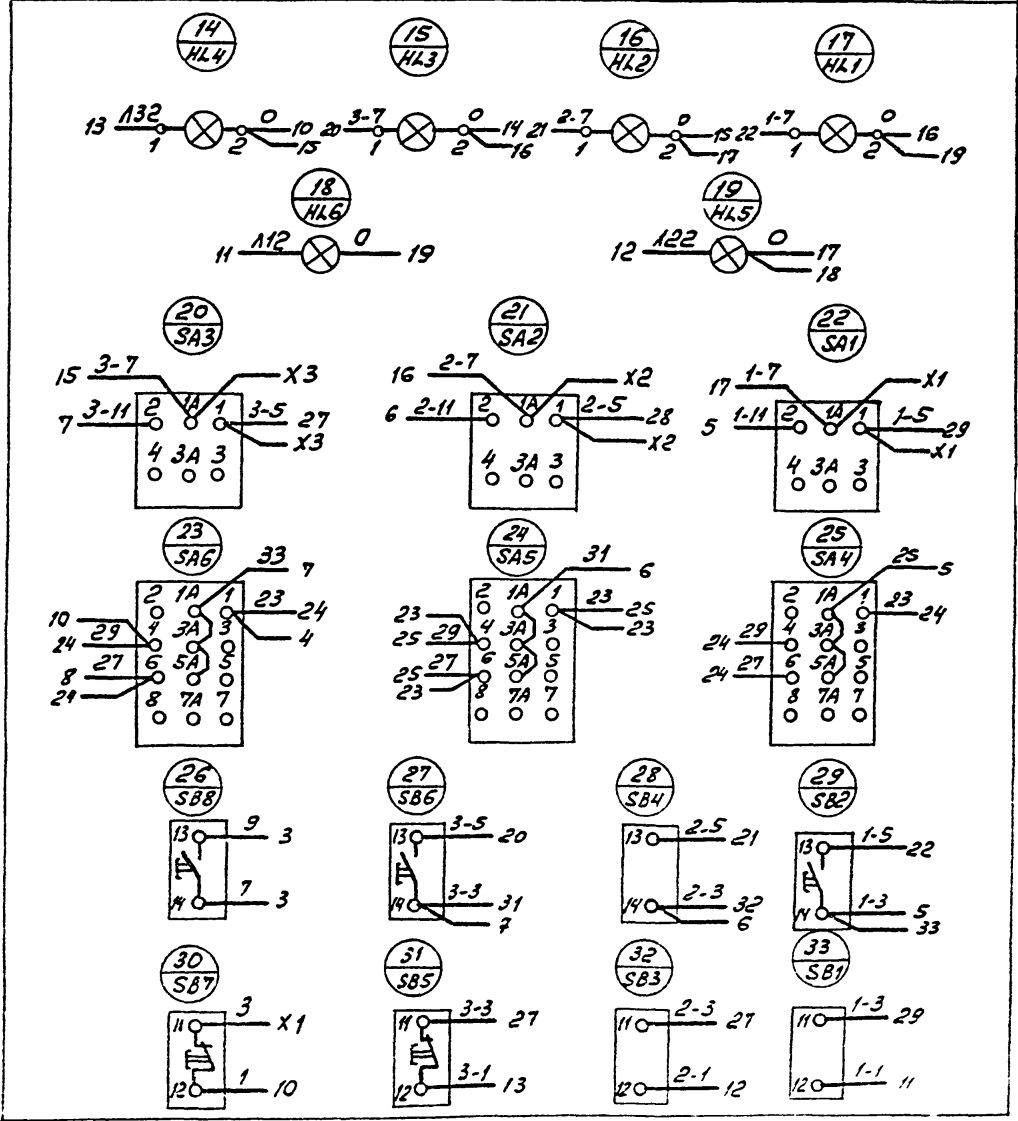 14 15 16 17
HL4 HL3 HL2 HL1
13 Л32 0 10 20 3-7 0 14 21 2-7 0 15 22 1-7 0 16
1 2 15 1 2 16 1 2 17 1 2 19
18 19
HL6 HL5
11 Л12 0 19 12 Л22 0 17
18
20 21 22
SA3 SA2 SA1
15 3-7 X3 16 2-7 X2 17 1-7 X1
7 3-11 2 1A 1 3-5 27 6 2-11 2 1A 1 2-5 28 5 1-11 2 1A 1 1-5 29
X3 X2 X1
4 3A 3 4 3A 3 4 3A 3
23 24 25
SA6 SA5 SA4
33 7 31 6 25 5
2 1A 1 23 24 2 1A 1 23 25 2 1A 1 23 24
10 4 3A 3 4 23 4 3A 3 23 4 3A 3
24 29 25 29 24 29
8 27 6 5A 5 25 27 6 5A 5 24 27 6 5A 5
24 23
8 7A 7 8 7A 7 8 7A 7
26 27 28 29
SB8 SB6 SB4 SB2
13 9 3 13 3-5 20 13 2-5 21 13 1-5 22
14 7 3 14 3-3 31 14 2-3 32 14 1-3 5
7 6 33
30 31 32 33
SB7 SB5 SB3 SB1
11 3 X1 11 3-3 27 11 2-3 27 11 1-3 29
12 1 10 12 3-1 13 12 2-1 12 12 1-1 11